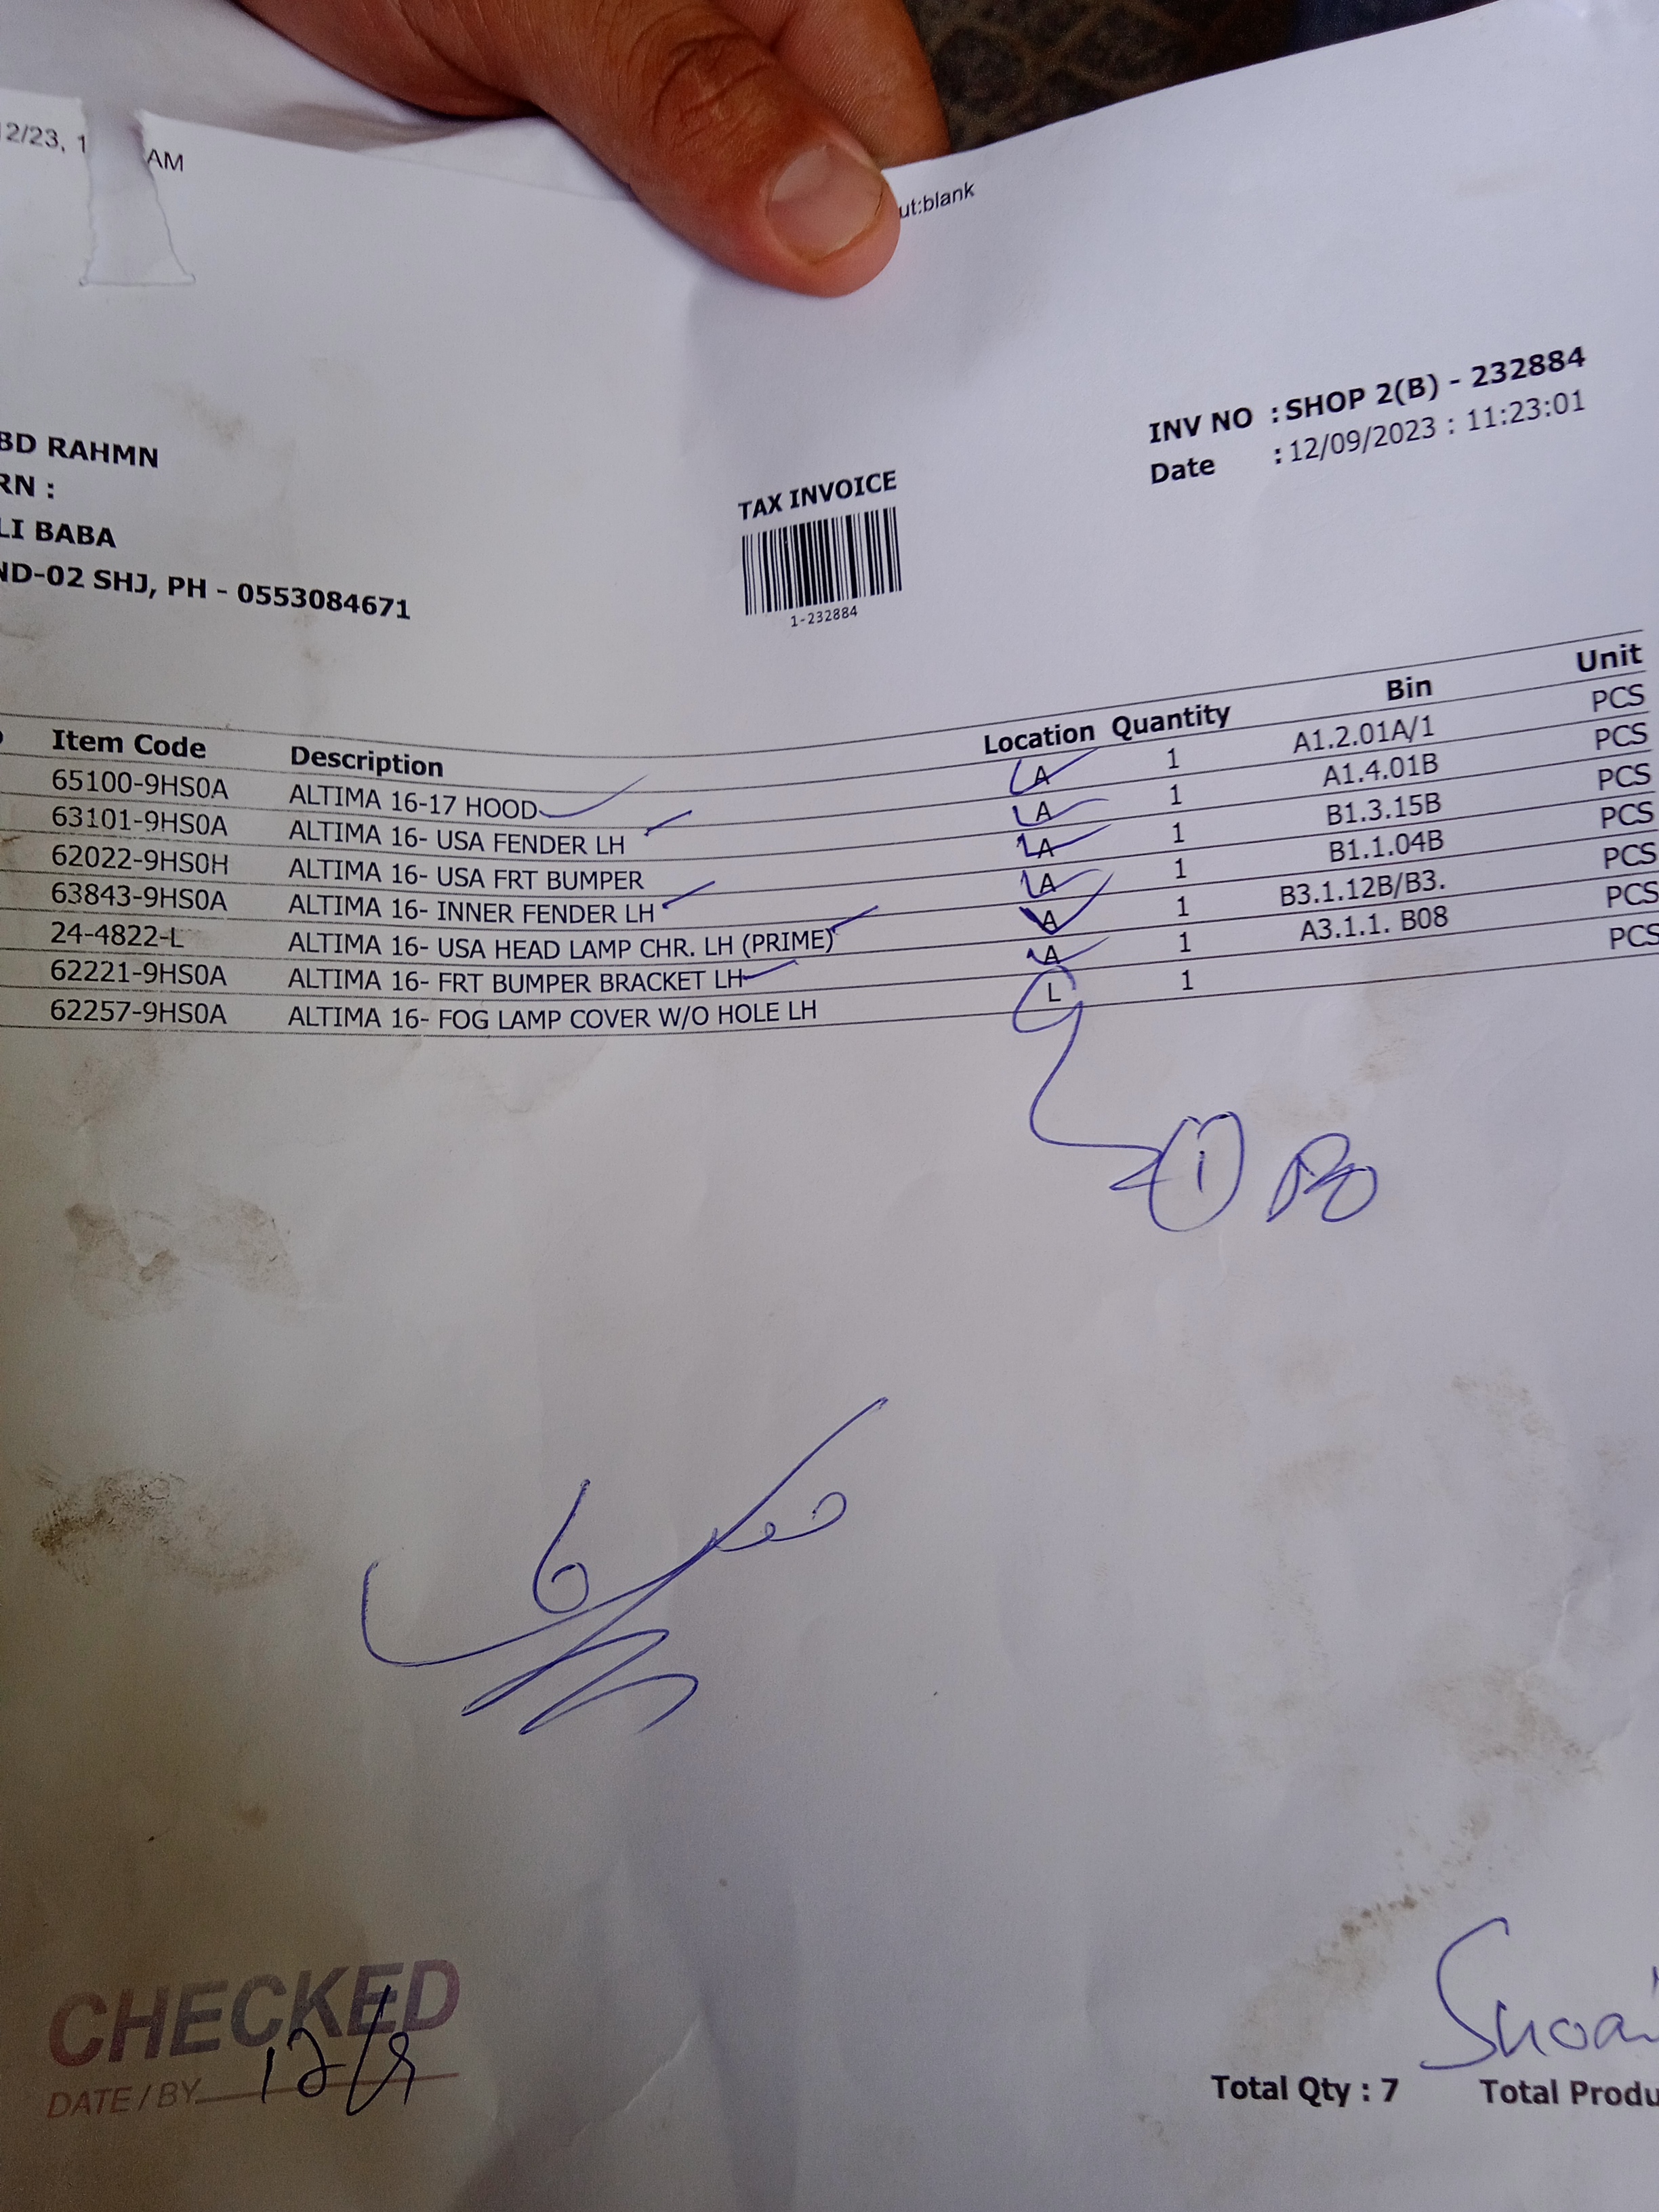 12/23, 1 AM
ut:blank
INV NO : SHOP 2(B) - 232884
Date : 12/09/2023 : 11:23:01
BD RAHMN
RN :
LI BABA
ND-02 SHJ, PH - 0553084671
TAX INVOICE
1-232884
Item Code Description Location Quantity Bin Unit
65100-9HS0A ALTIMA 16-17 HOOD A 1 A1.2.01A/1 PCS
63101-9HS0A ALTIMA 16- USA FENDER LH A 1 A1.4.01B PCS
62022-9HS0H ALTIMA 16- USA FRT BUMPER A 1 B1.3.15B PCS
63843-9HS0A ALTIMA 16- INNER FENDER LH A 1 B1.1.04B PCS
24-4822-L ALTIMA 16- USA HEAD LAMP CHR. LH (PRIME) A 1 B3.1.12B/B3. PCS
62221-9HS0A ALTIMA 16- FRT BUMPER BRACKET LH A 1 A3.1.1. B08 PCS
62257-9HS0A ALTIMA 16- FOG LAMP COVER W/O HOLE LH L 1 PCS
1
6
CHECKED
DATE/BY 12/9
Shoai
Total Qty : 7 Total Produ